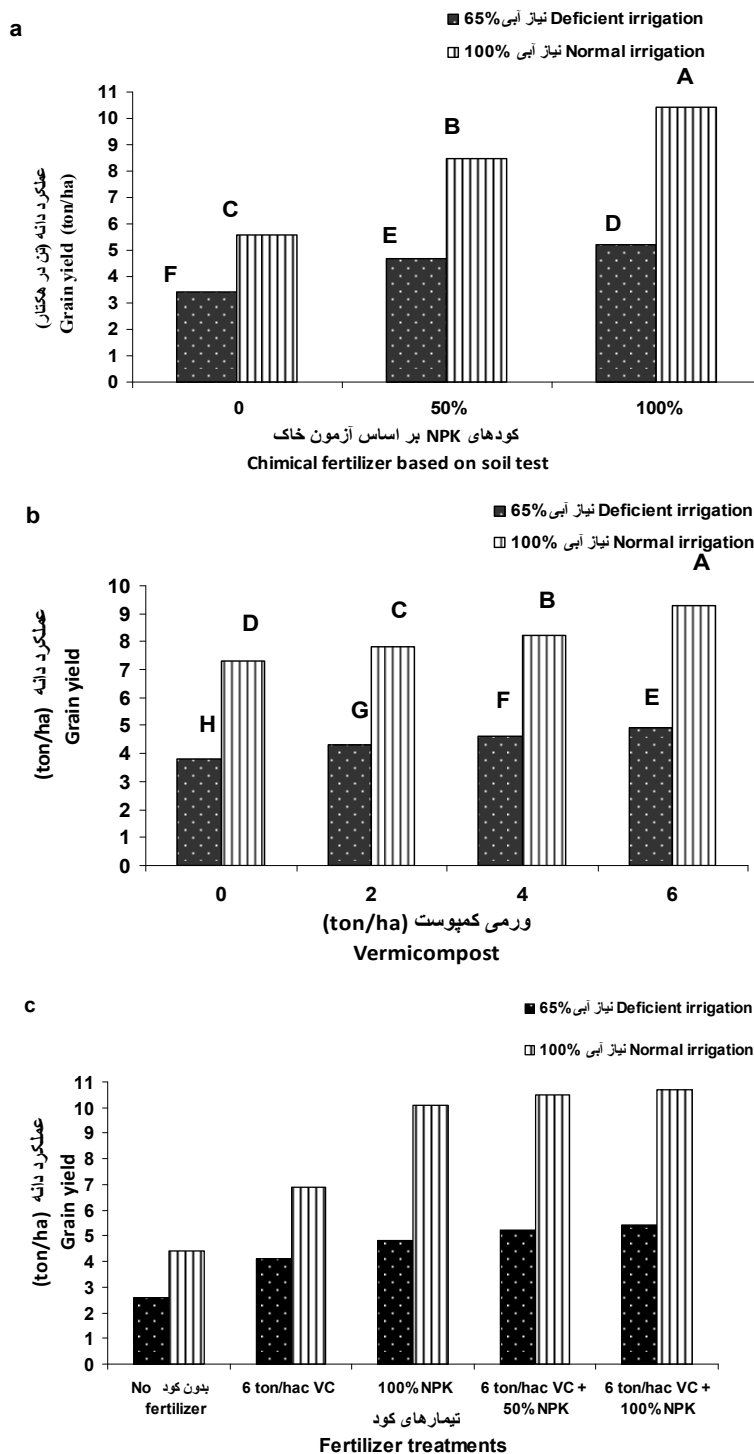 a
65% نیاز آبی Deficient irrigation
100% نیاز آبی Normal irrigation
عملکرد دانه (تن در هکتار)
Grain yield (ton/ha)
11
10
9
8
7
6
5
4
3
2
1
0
F
C
E
B
D
A
0
50%
100%
کودهای NPK بر اساس آزمون خاک
Chimical fertilizer based on soil test
b
65% نیاز آبی Deficient irrigation
100% نیاز آبی Normal irrigation
عملکرد دانه (ton/ha)
Grain yield
10
9
8
7
6
5
4
3
2
1
0
H
D
G
C
F
B
E
A
0
2
4
6
ورمی کمپوست (ton/ha)
Vermicompost
c
65% نیاز آبی Deficient irrigation
100% نیاز آبی Normal irrigation
عملکرد دانه (ton/ha)
Grain yield
11
10
9
8
7
6
5
4
3
2
1
0
No بدون کود
fertilizer
6 ton/hac VC
100% NPK
6 ton/hac VC +
50% NPK
6 ton/hac VC +
100% NPK
تیمارهای کود
Fertilizer treatments